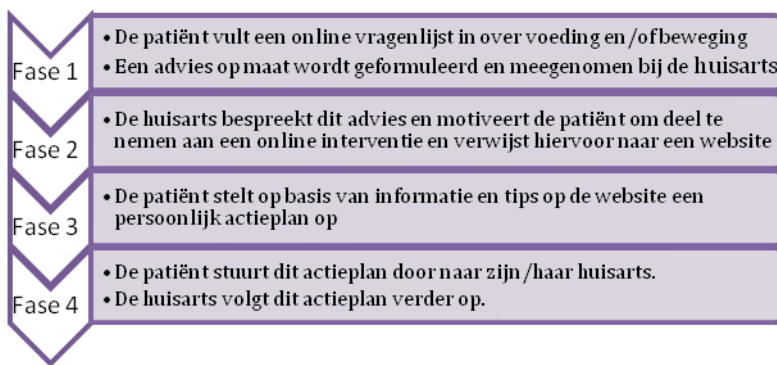 Fase 1
• De patiënt vult een online vragenlijst in over voeding en/of beweging
• Een advies op maat wordt geformuleerd en meegenomen bij de huisarts
Fase 2
• De huisarts bespreekt dit advies en motiveert de patiënt om deel te
nemen aan een online interventie en verwijst hiervoor naar een website
Fase 3
• De patiënt stelt op basis van informatie en tips op de website een
persoonlijk actieplan op
Fase 4
• De patiënt stuurt dit actieplan door naar zijn/haar huisarts.
• De huisarts volgt dit actieplan verder op.